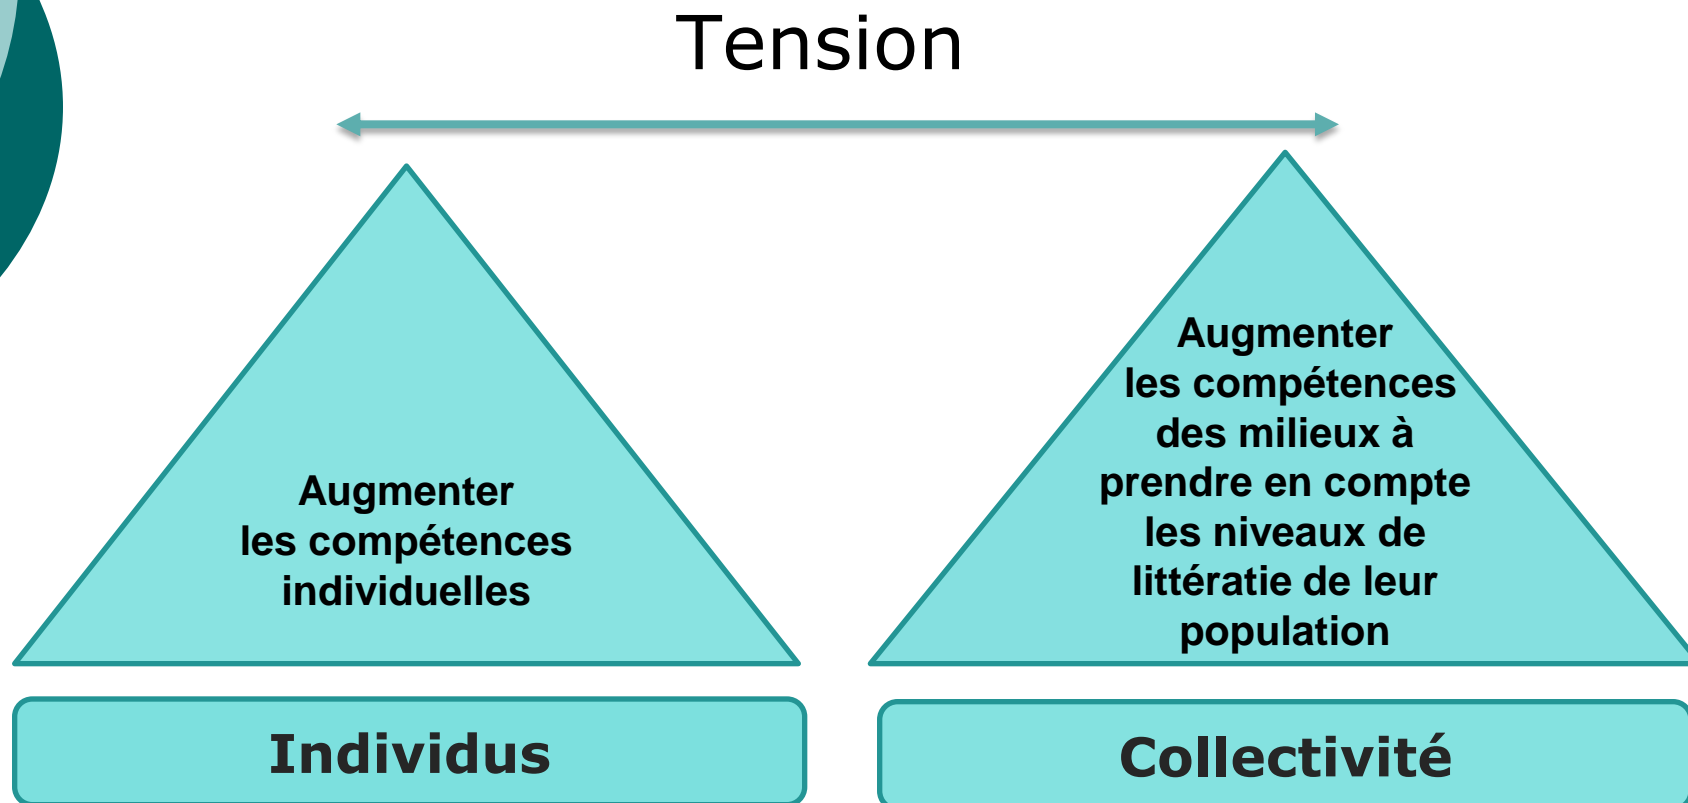 Tension
Augmenter
les compétences
individuelles
Individus
Augmenter
les compétences
des milieux à
prendre en compte
les niveaux de
littératie de leur
population
Collectivité